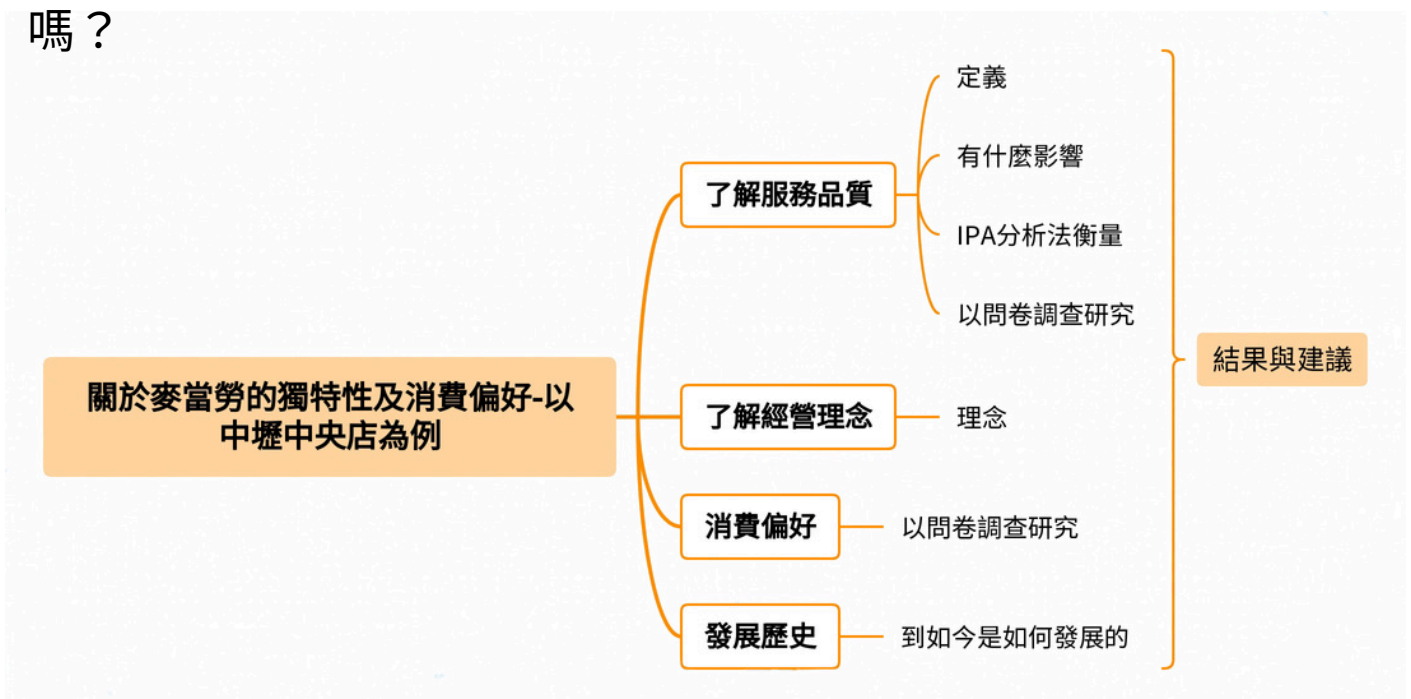 嗎？
定義
有什麼影響
了解服務品質
IPA分析法衡量
以問卷調查研究
結果與建議
關於麥當勞的獨特性及消費偏好-以
中壢中央店為例
了解經營理念
理念
消費偏好
以問卷調查研究
發展歷史
到如今是如何發展的